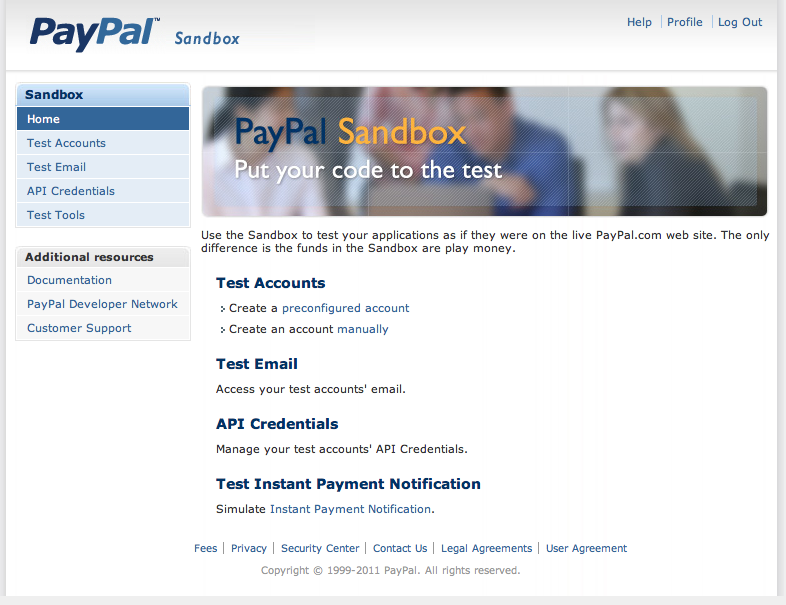 PayPal™ Sandbox
Help Profile Log Out
Sandbox
Home
Test Accounts
Test Email
API Credentials
Test Tools
Additional resources
Documentation
PayPal Developer Network
Customer Support
PayPal Sandbox
Put your code to the test
Use the Sandbox to test your applications as if they were on the live PayPal.com web site. The only
difference is the funds in the Sandbox are play money.
Test Accounts
Create a preconfigured account
Create an account manually
Test Email
Access your test accounts' email.
API Credentials
Manage your test accounts' API Credentials.
Test Instant Payment Notification
Simulate Instant Payment Notification.
Fees | Privacy | Security Center | Contact Us | Legal Agreements | User Agreement
Copyright © 1999-2011 PayPal. All rights reserved.